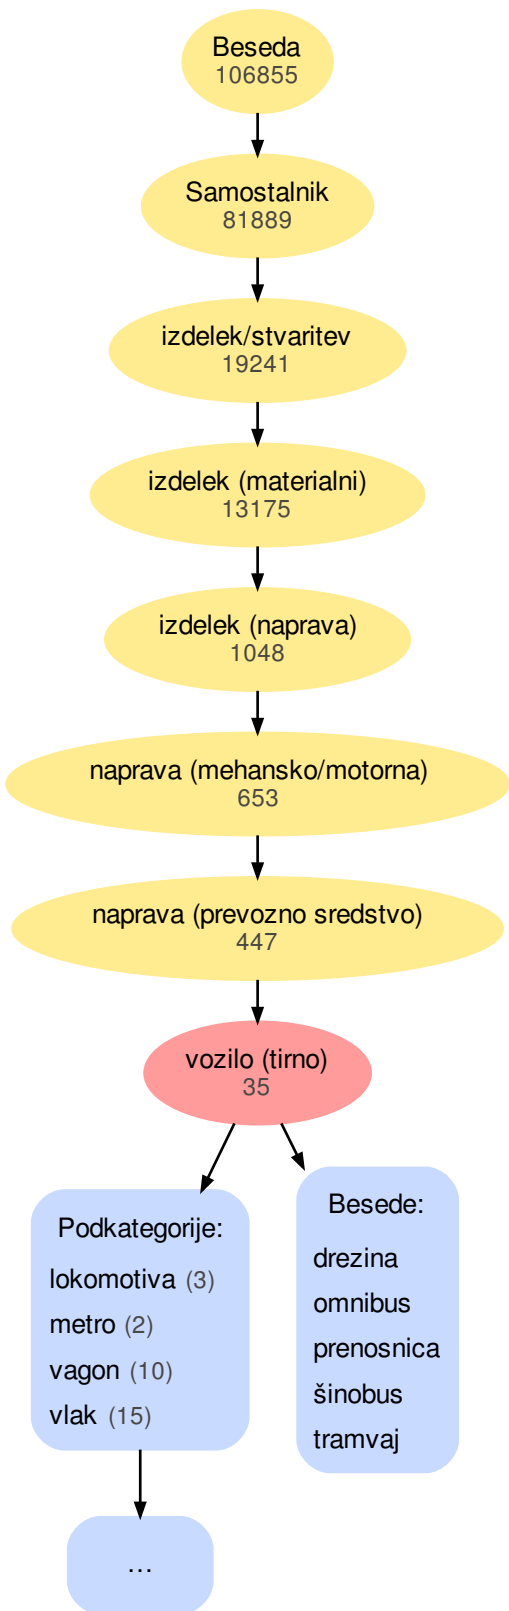 Beseda
106855
Samostalnik
81889
izdelek/stvaritev
19241
izdelek (materialni)
13175
izdelek (naprava)
1048
naprava (mehansko/motorna)
653
naprava (prevozno sredstvo)
447
vozilo (tirno)
35
Podkategorije:
lokomotiva (3)
metro (2)
vagon (10)
vlak (15)
Besede:
drezina
omnibus
prenosnica
šinobus
tramvaj
...